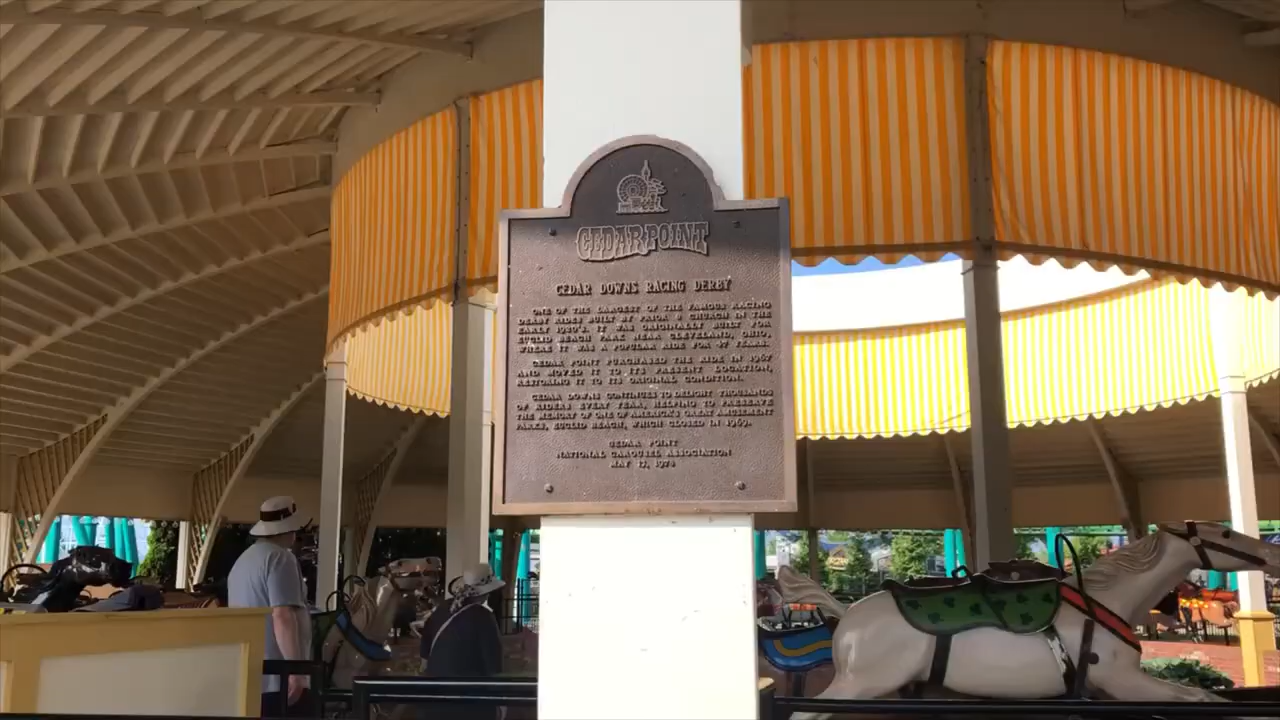 CEDAR POINT
CEDAR DOWNS RACING DERBY
ONE OF THE LARGEST OF THE FAMOUS RACING
DERBY RIDES BUILT BY PRIOR & CHURCH IN THE
EARLY 1920'S. IT WAS ORIGINALLY BUILT FOR
EUCLID BEACH PARK NEAR CLEVELAND, OHIO,
WHERE IT WAS A POPULAR RIDE FOR 47 YEARS.
CEDAR POINT PURCHASED THE RIDE IN 1967
AND MOVED IT TO ITS PRESENT LOCATION,
RESTORING IT TO ITS ORIGINAL CONDITION.
CEDAR DOWNS CONTINUES TO DELIGHT THOUSANDS
OF RIDERS EVERY YEAR, HELPING TO PRESERVE
THE MEMORY OF ONE OF AMERICA'S GREAT AMUSEMENT
PARKS, EUCLID BEACH, WHICH CLOSED IN 1969.
CEDAR POINT
NATIONAL CAROUSEL ASSOCIATION
MAY